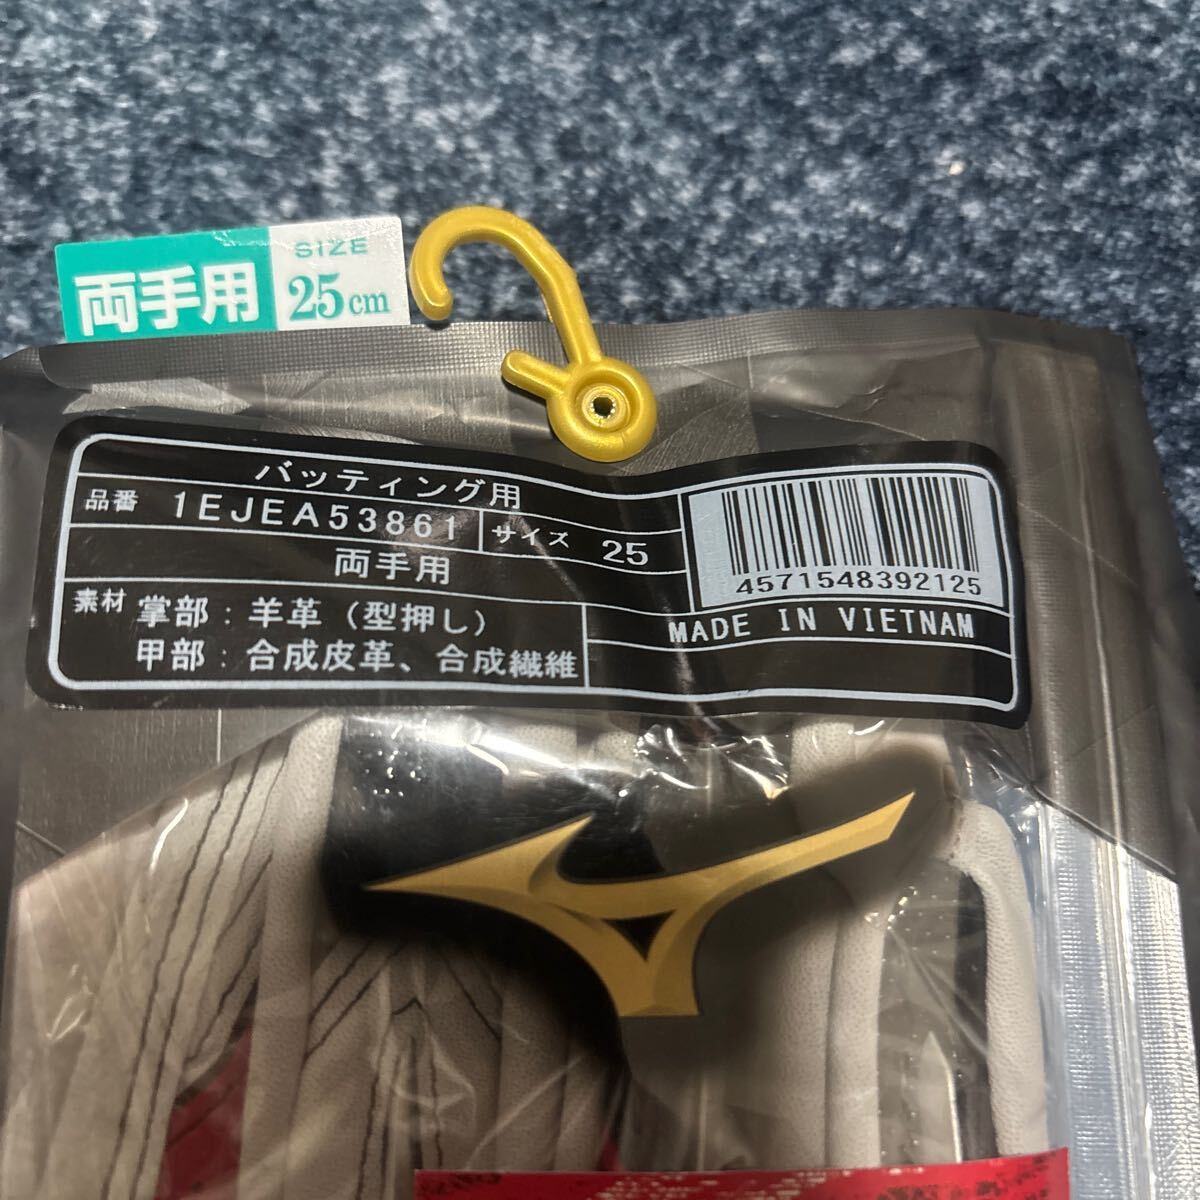 両手用
SIZE
25cm
バッティング用
品番 1EJEA53861 サイズ 25
両手用
素材 掌部:羊革(型押し)
甲部:合成皮革、合成繊維
4571548392125
MADE IN VIETNAM